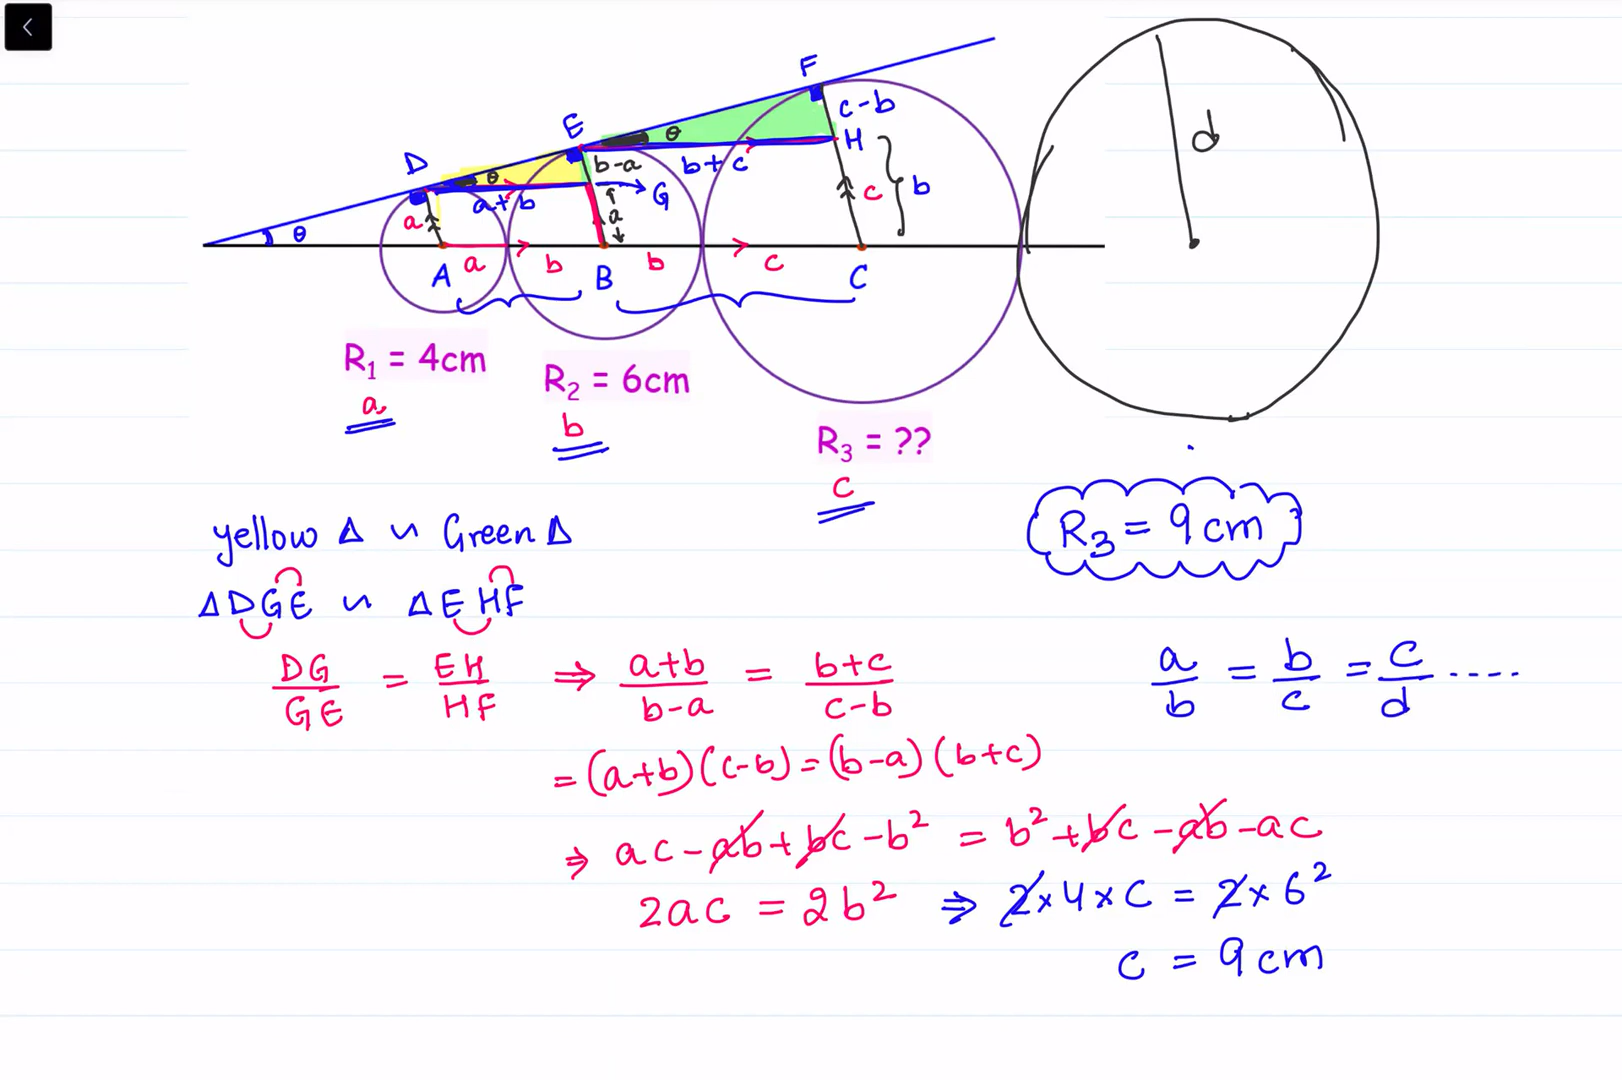 F
c-b
E θ H
b-a b+c b
D θ a+b G c d
a a
θ
A a b B b c C
R₁ = 4cm
a
R₂ = 6cm
b
R₃ = ??
c
yellow Δ ∽ Green Δ
R₃ = 9cm
ΔDGE ∽ ΔEHF
DG/GE = EH/HF ⇒ a+b/b-a = b+c/c-b
a/b = b/c = c/d ....
= (a+b)(c-b) = (b-a)(b+c)
⇒ ac - ab + bc - b² = b² + bc - ab - ac
2ac = 2b² ⇒ 2×4×c = 2×6²
c = 9cm